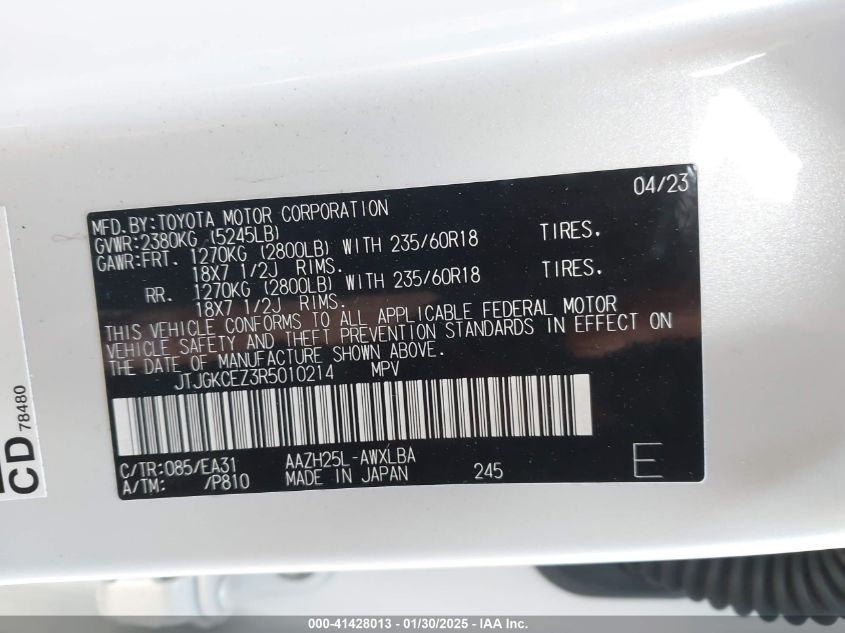 04/23
MFD.BY:TOYOTA MOTOR CORPORATION
GVWR:2380KG (5245LB)
GAWR:FRT. 1270KG (2800LB) WITH 235/60R18 TIRES.
18X7 1/2J RIMS.
RR. 1270KG (2800LB) WITH 235/60R18 TIRES.
18X7 1/2J RIMS.
THIS VEHICLE CONFORMS TO ALL APPLICABLE FEDERAL MOTOR
VEHICLE SAFETY AND THEFT PREVENTION STANDARDS IN EFFECT ON
THE DATE OF MANUFACTURE SHOWN ABOVE.
JTJGKCEZ3R5010214 MPV
C/TR:085/EA31 AAZH25L-AWXLBA
A/TM: /P810 MADE IN JAPAN 245 E
CD 78480
000-41428013 - 01/30/2025 - IAA Inc.